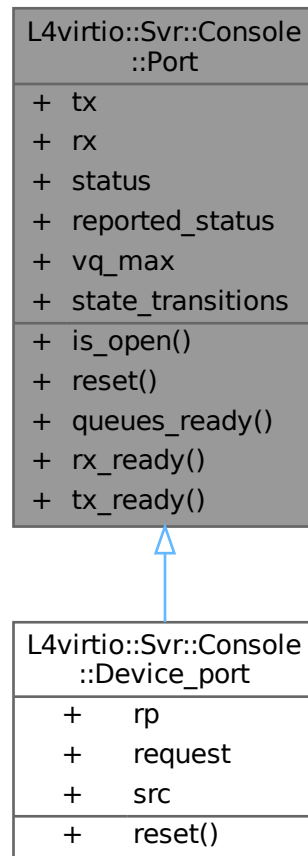 L4virtio::Svr::Console
::Port
+ tx
+ rx
+ status
+ reported_status
+ vq_max
+ state_transitions
+ is_open()
+ reset()
+ queues_ready()
+ rx_ready()
+ tx_ready()
L4virtio::Svr::Console
::Device_port
+ rp
+ request
+ src
+ reset()